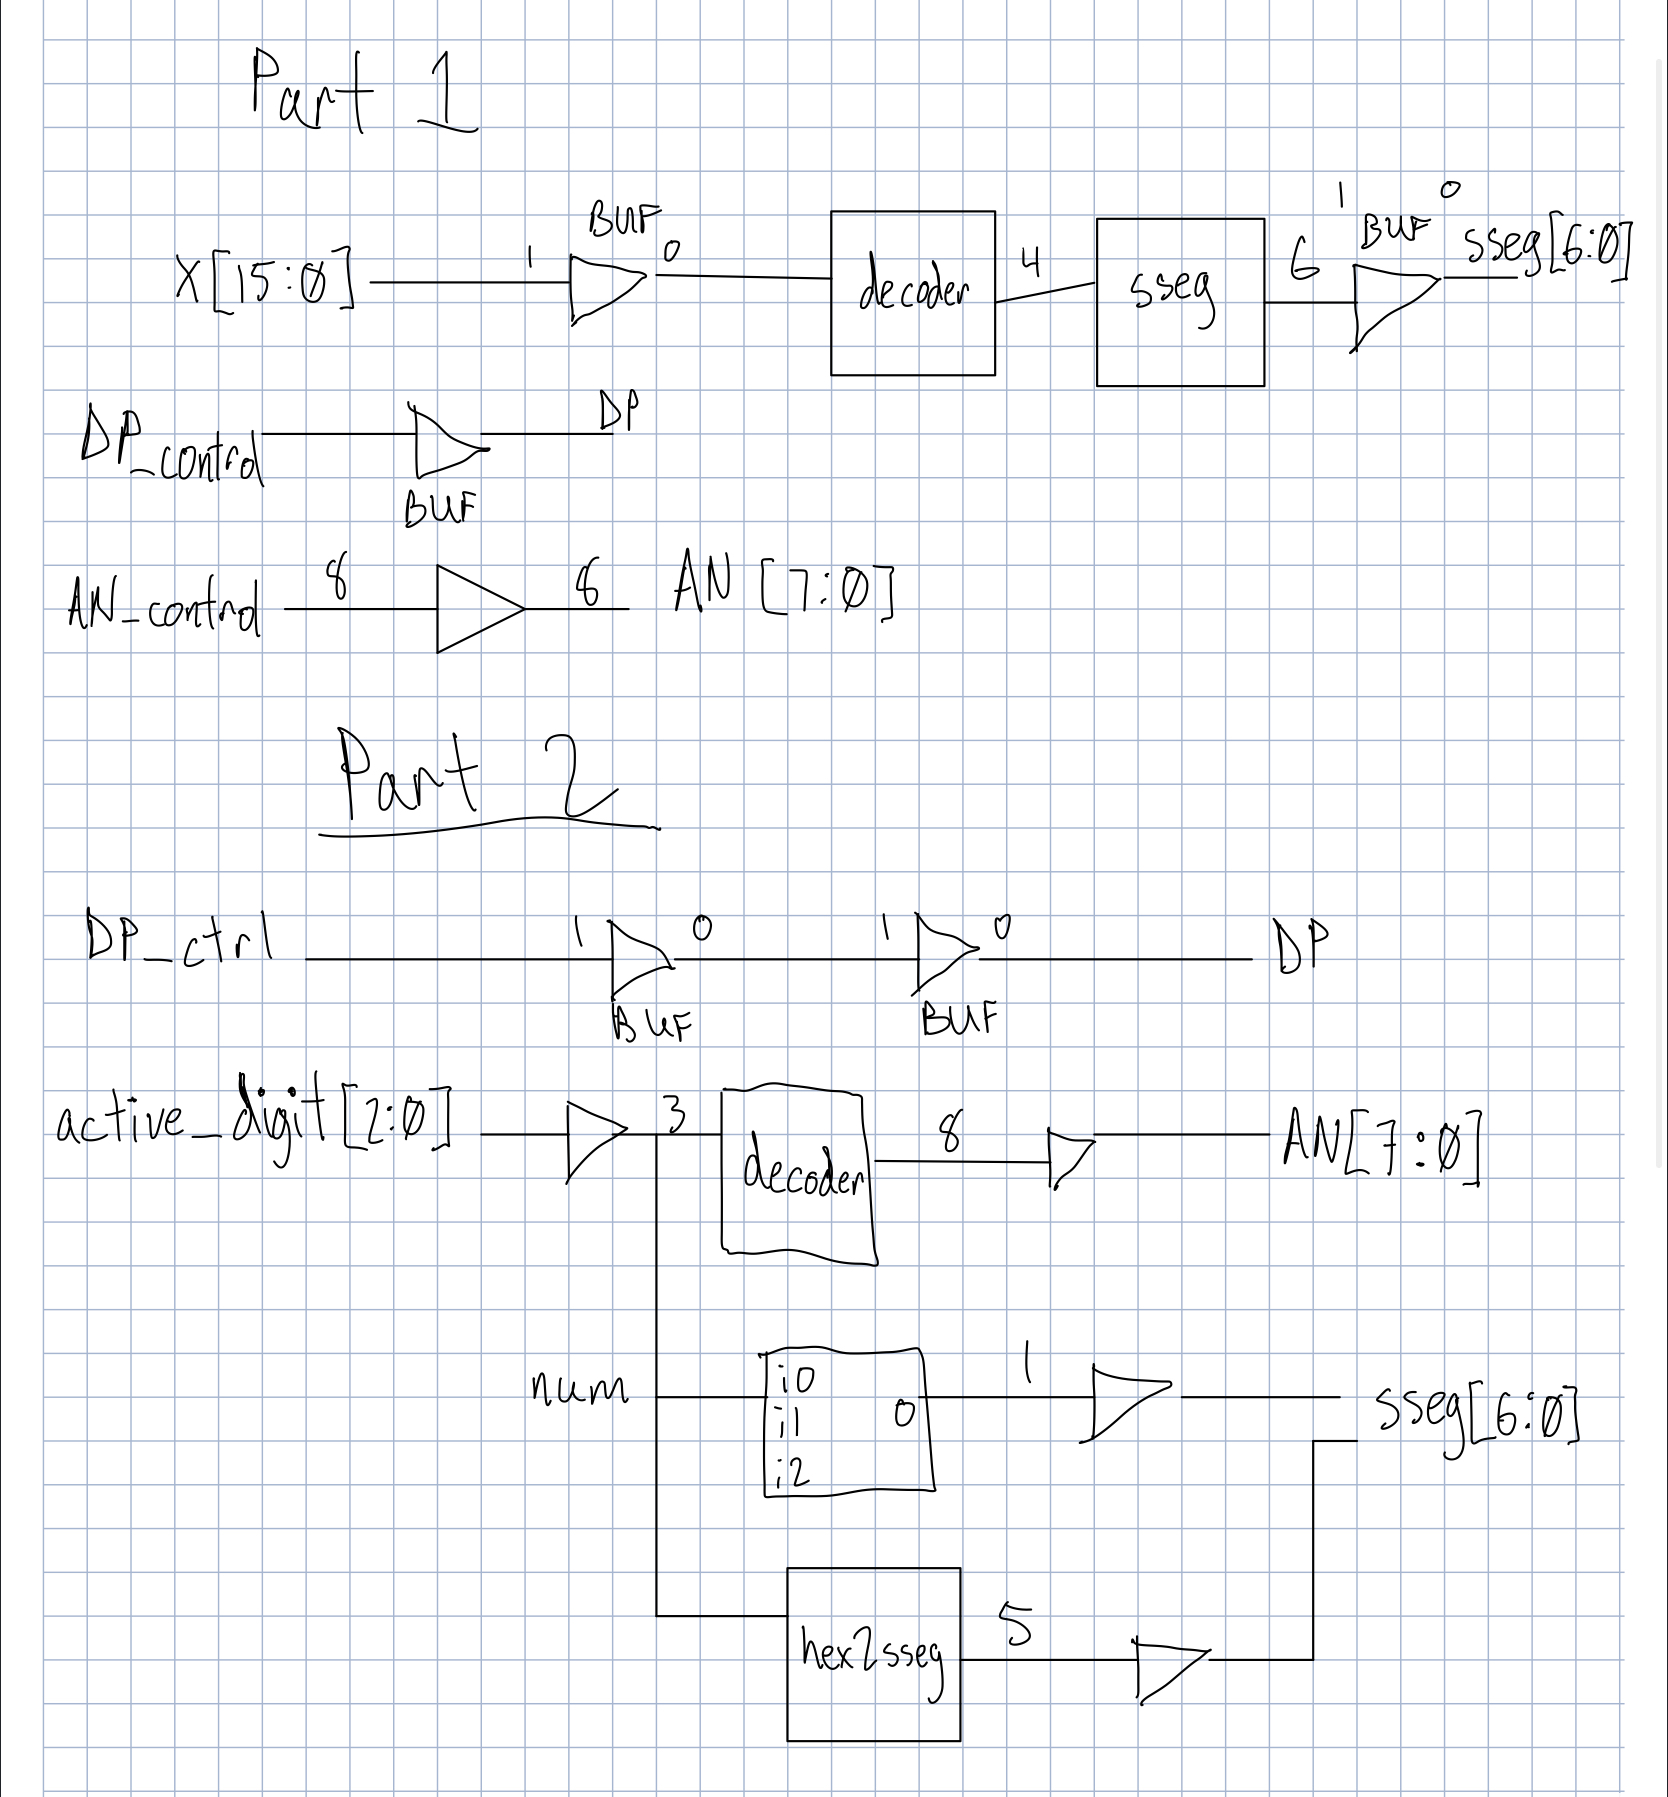 Part 1
X[15:0] 1 BUF 0 decoder 4 sseg 6 1 BUF 0 sseg[6:0]
DP_control BUF DP
AN_control 8 8 AN [7:0]
Part 2
DP_ctrl 1 BUF 0 1 BUF 0 DP
active_digit[2:0] 3 decoder 8 AN[7:0]
num i0 i1 i2 0 1 sseg[6:0]
hex2sseg 5